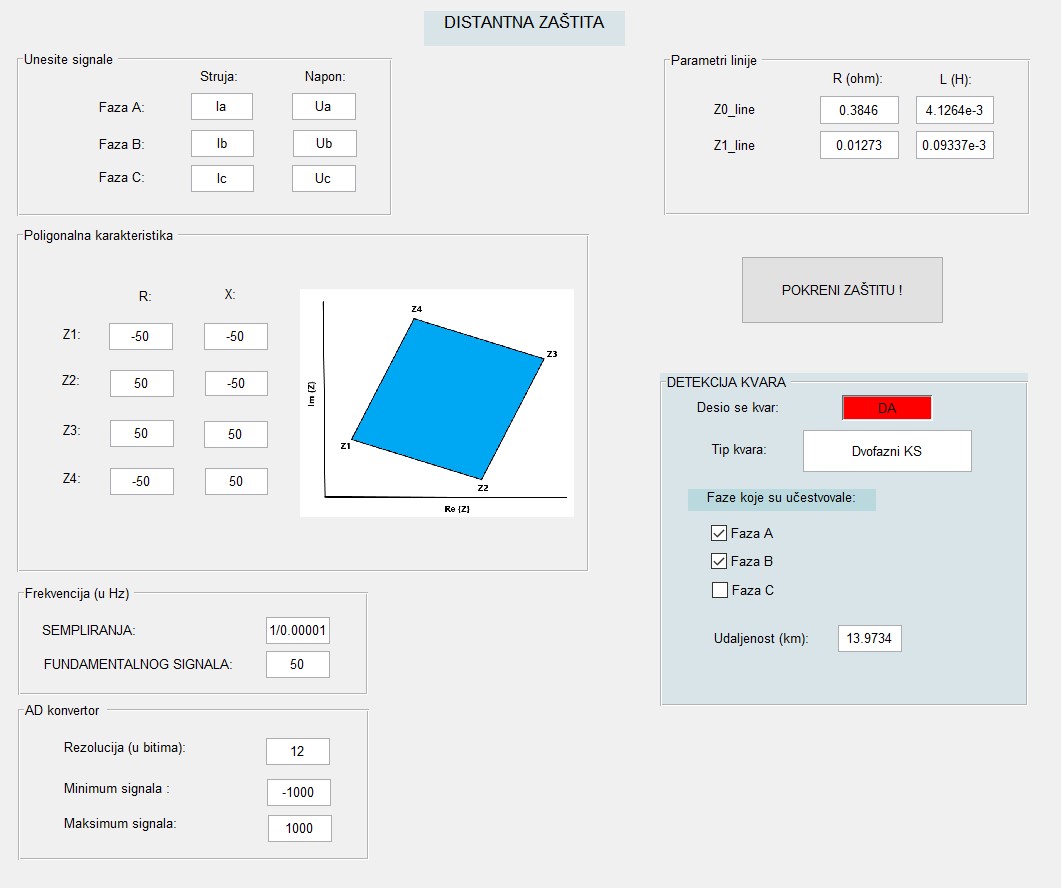 DISTANTNA ZAŠTITA
Unesite signale
Struja: Napon:
Faza A: Ia Ua
Faza B: Ib Ub
Faza C: Ic Uc
Parametri linije
R (ohm): L (H):
Z0_line 0.3846 4.1264e-3
Z1_line 0.01273 0.09337e-3
Poligonalna karakteristika
R: X:
Z1: -50 -50
Z2: 50 -50
Z3: 50 50
Z4: -50 50
Z4
Z3
Im {Z}
Z1
Z2
Re {Z}
POKRENI ZAŠTITU !
DETEKCIJA KVARA
Desio se kvar: DA
Tip kvara: Dvofazni KS
Faze koje su učestvovale:
Faza A
Faza B
Faza C
Udaljenost (km): 13.9734
Frekvencija (u Hz)
SEMPLIRANJA: 1/0.00001
FUNDAMENTALNOG SIGNALA: 50
AD konvertor
Rezolucija (u bitima): 12
Minimum signala : -1000
Maksimum signala: 1000